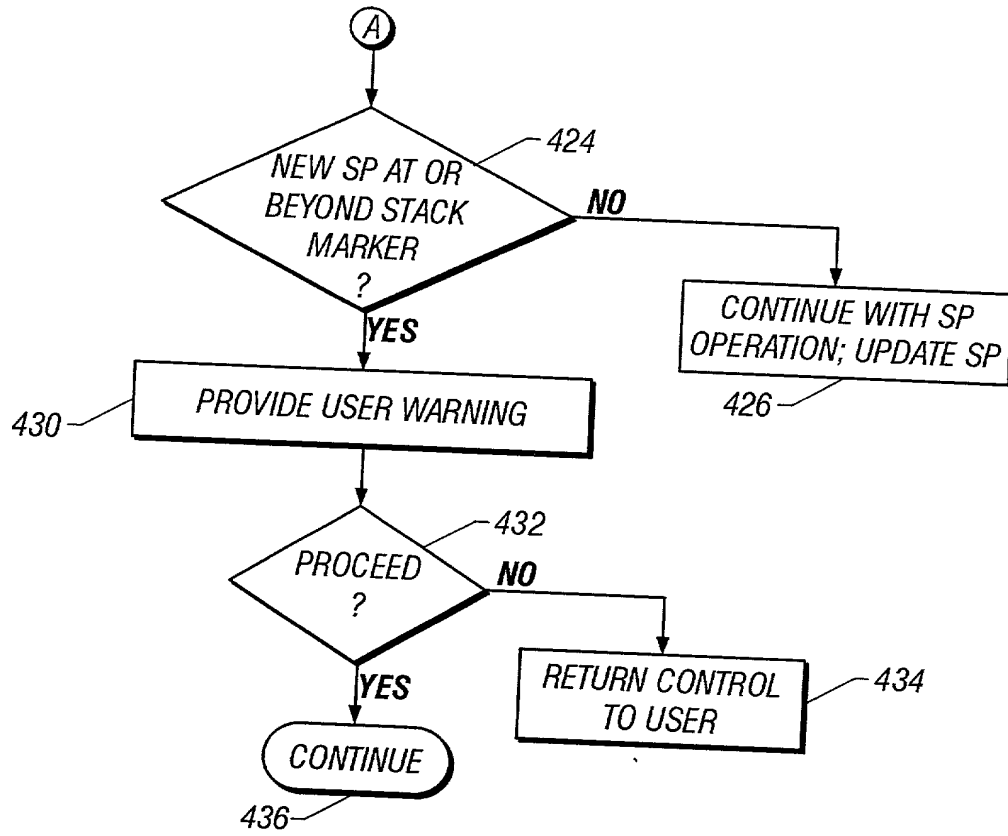 A
424
NEW SP AT OR
BEYOND STACK
MARKER
?
NO
YES
CONTINUE WITH SP
OPERATION; UPDATE SP
426
430
PROVIDE USER WARNING
432
PROCEED
?
NO
YES
RETURN CONTROL
TO USER
434
CONTINUE
436